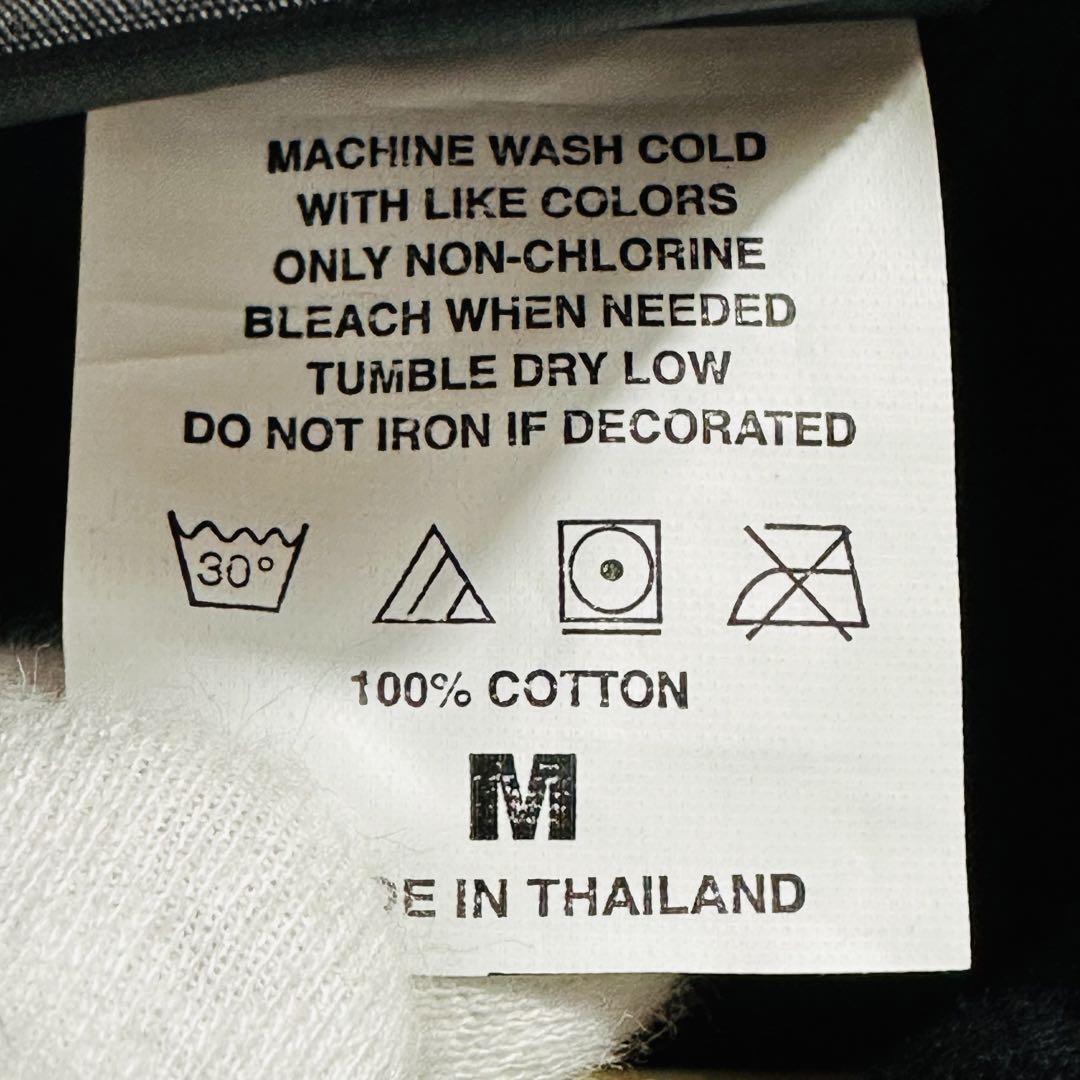 MACHINE WASH COLD
WITH LIKE COLORS
ONLY NON-CHLORINE
BLEACH WHEN NEEDED
TUMBLE DRY LOW
DO NOT IRON IF DECORATED
30°
100% COTTON
M
IN THAILAND